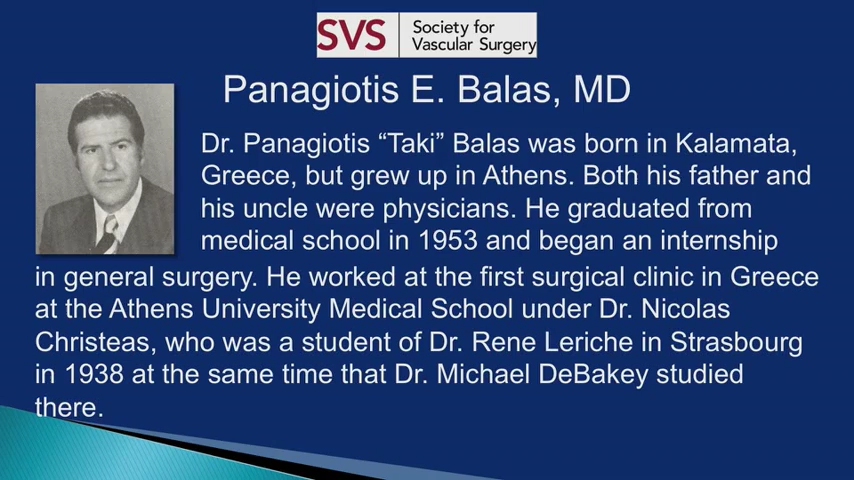 SVS
Society for
Vascular Surgery
Panagiotis E. Balas, MD
Dr. Panagiotis “Taki” Balas was born in Kalamata,
Greece, but grew up in Athens. Both his father and
his uncle were physicians. He graduated from
medical school in 1953 and began an internship
in general surgery. He worked at the first surgical clinic in Greece
at the Athens University Medical School under Dr. Nicolas
Christeas, who was a student of Dr. Rene Leriche in Strasbourg
in 1938 at the same time that Dr. Michael DeBakey studied
there.